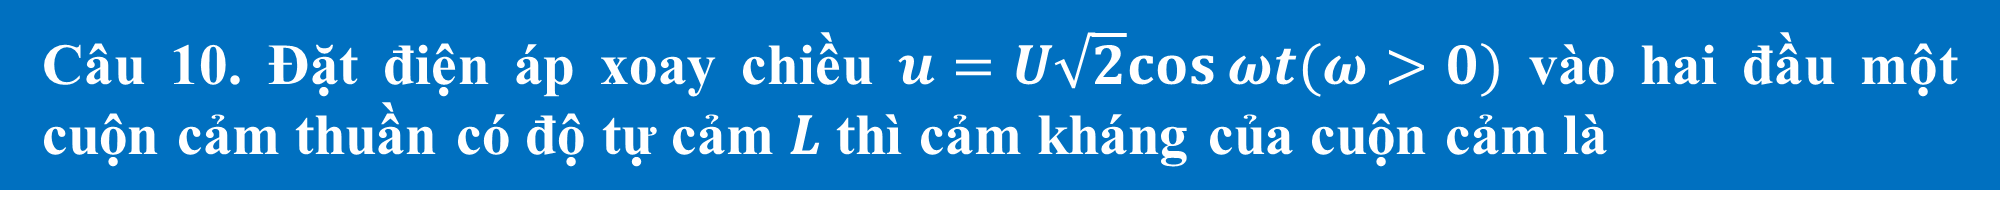 Câu 10. Đặt điện áp xoay chiều u = U√2cos ωt(ω > 0) vào hai đầu một
cuộn cảm thuần có độ tự cảm L thì cảm kháng của cuộn cảm là